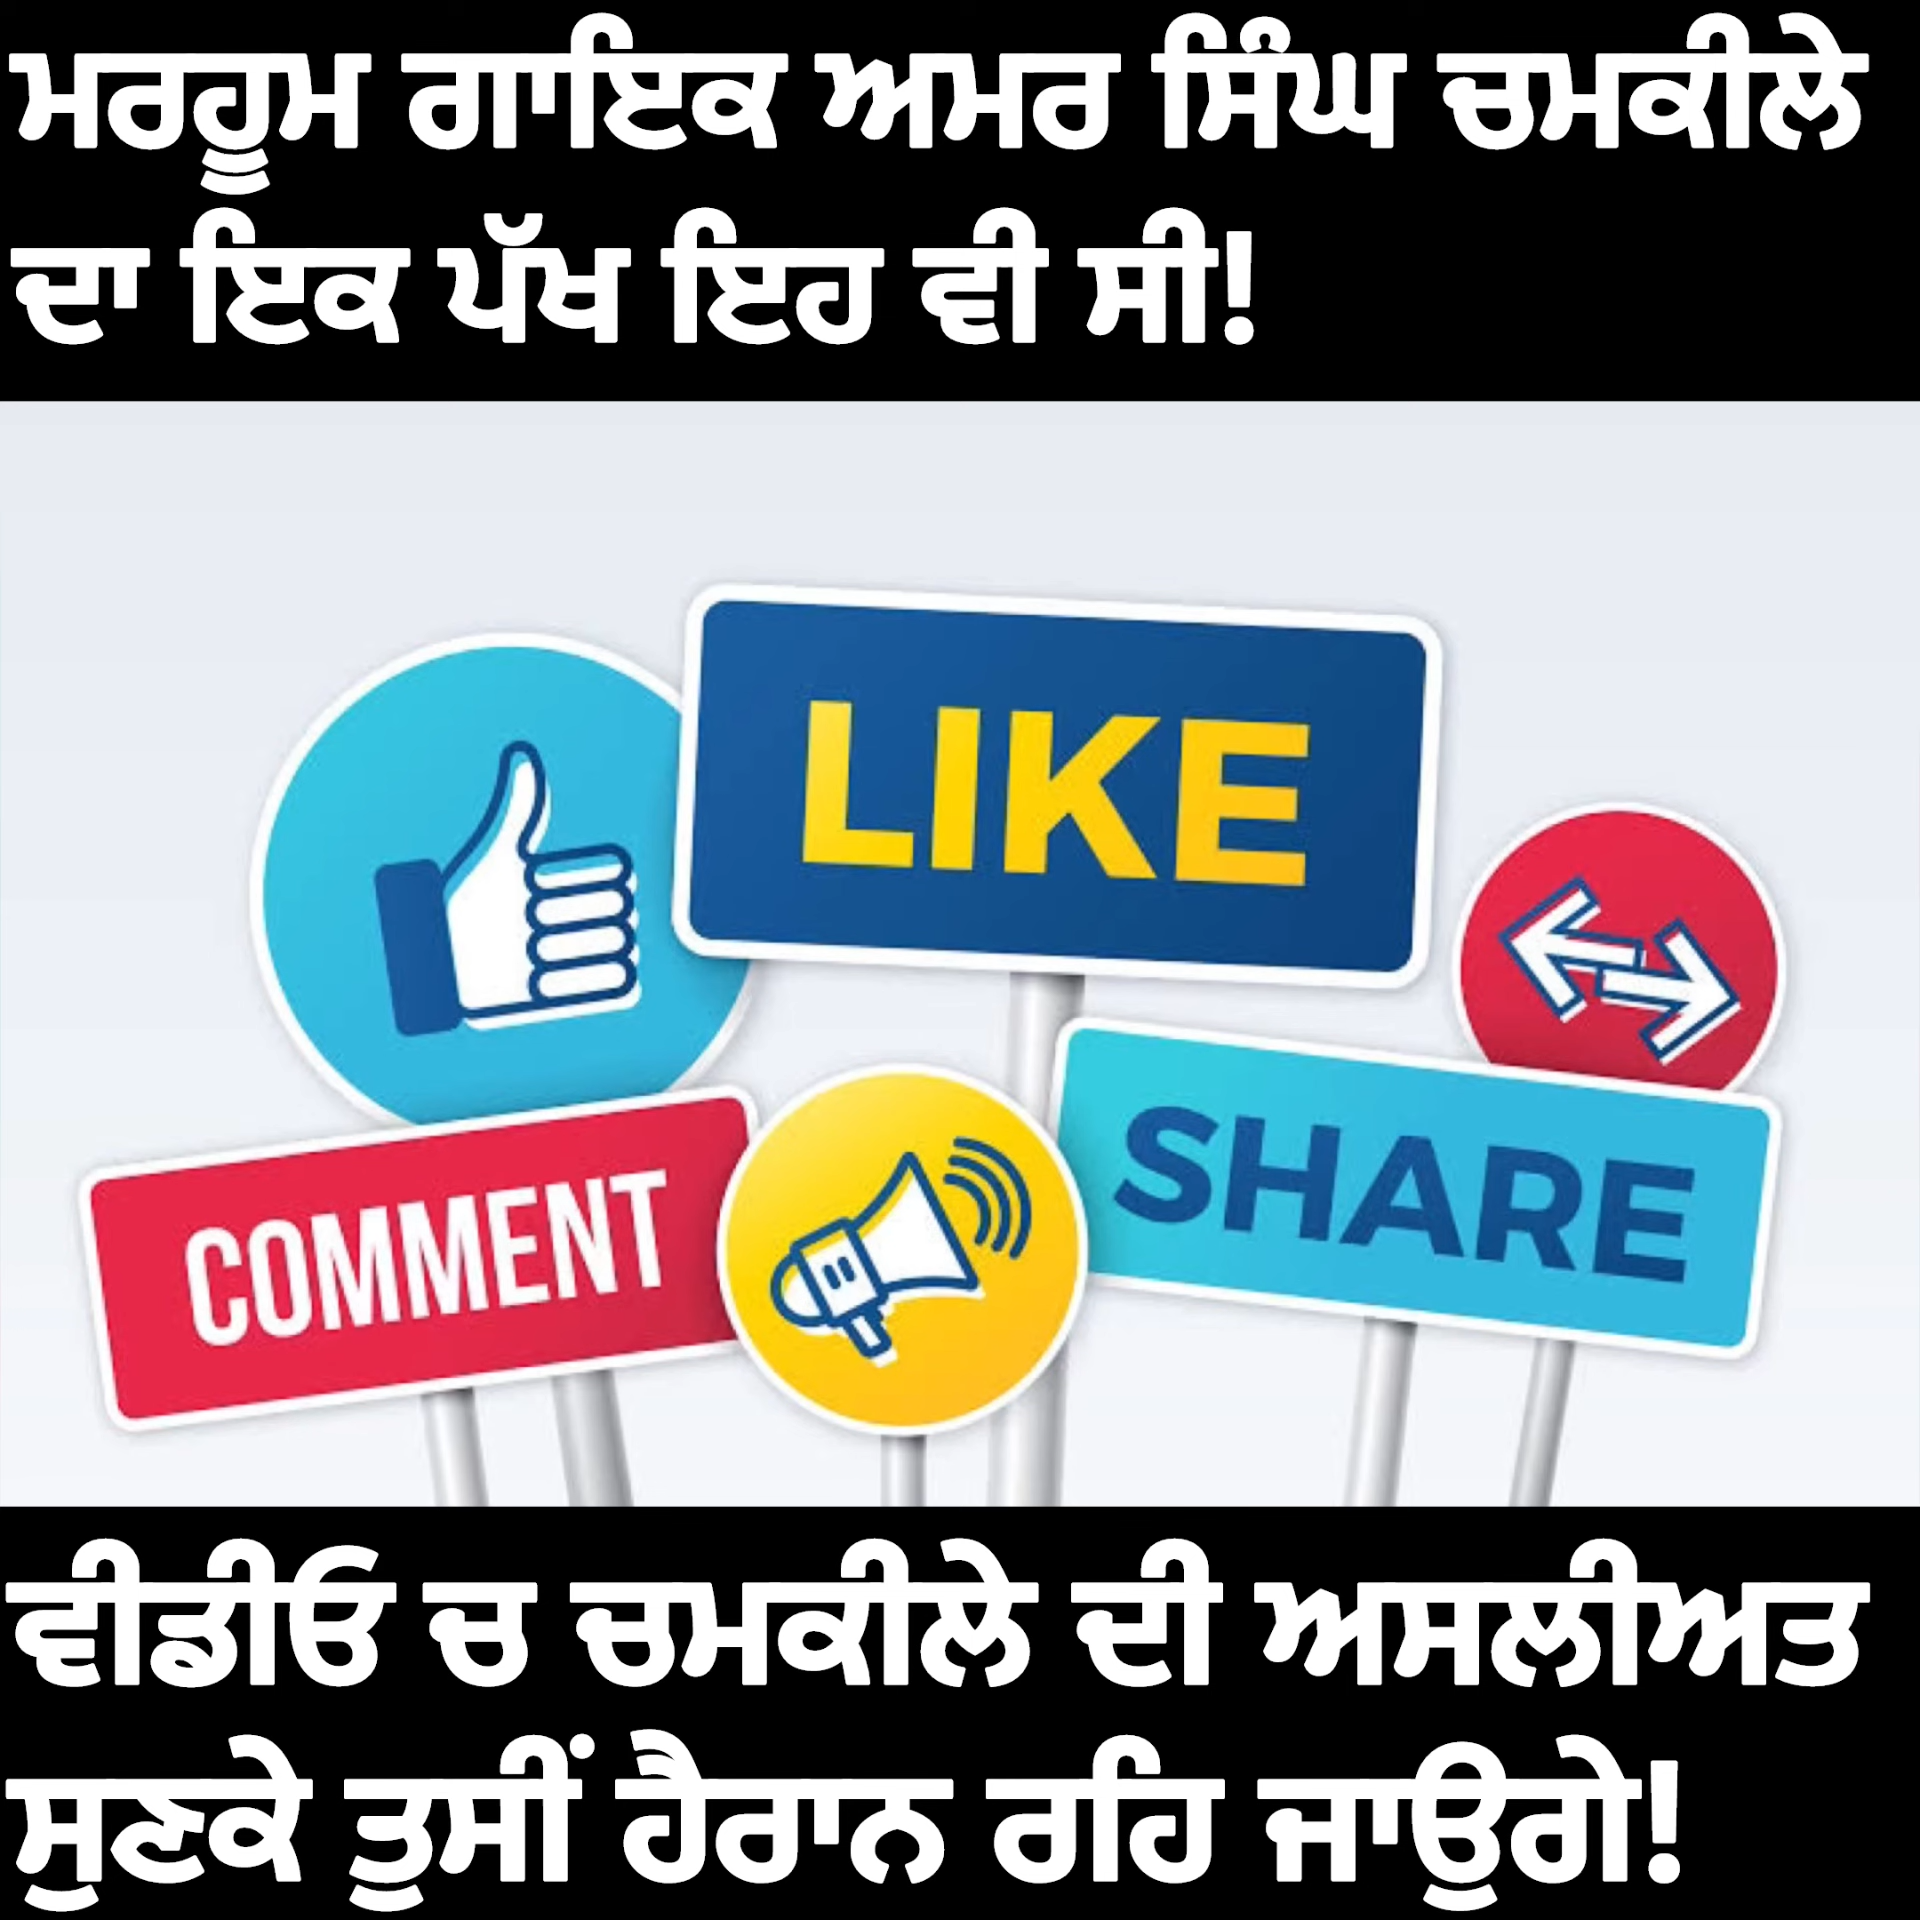 ਮਰਹੂਮ ਗਾਇਕ ਅਮਰ ਸਿੰਘ ਚਮਕੀਲੇ
ਦਾ ਇਕ ਪੱਖ ਇਹ ਵੀ ਸੀ!
LIKE
COMMENT
SHARE
ਵੀਡੀਓ ਚ ਚਮਕੀਲੇ ਦੀ ਅਸਲੀਅਤ
ਸੁਣਕੇ ਤੁਸੀਂ ਹੈਰਾਨ ਰਹਿ ਜਾਉਗੇ!